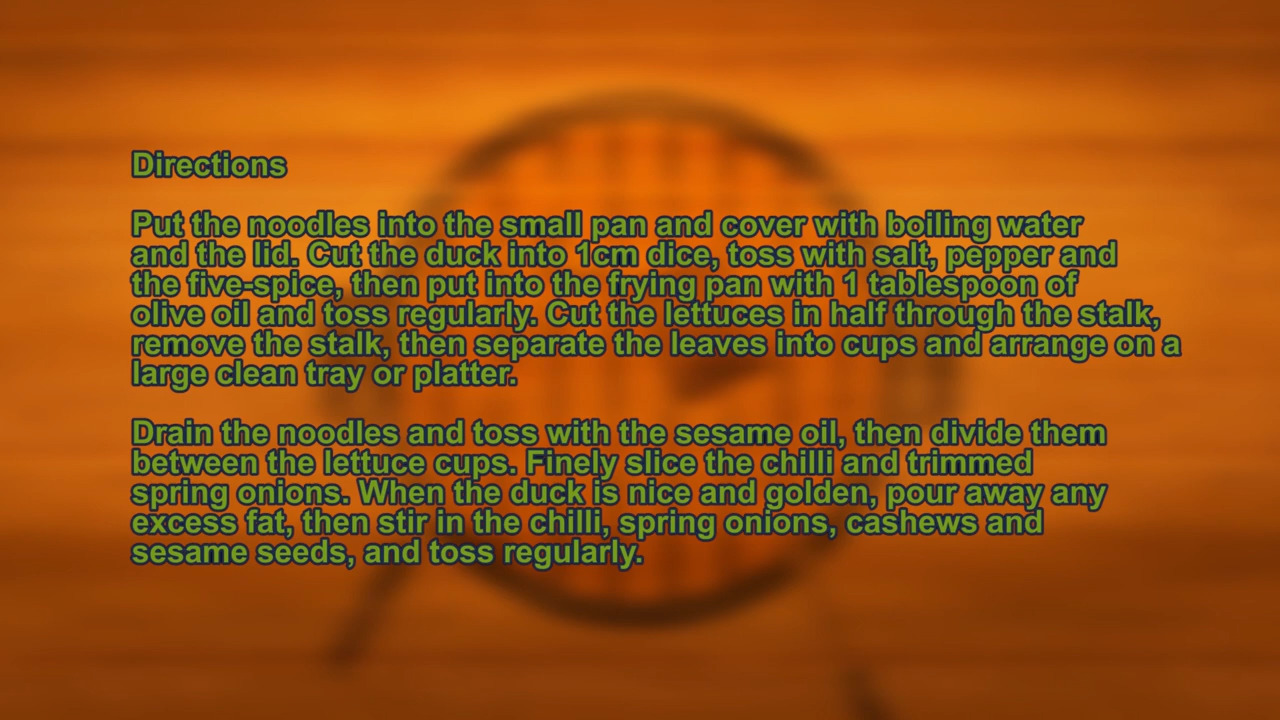 Directions
Put the noodles into the small pan and cover with boiling water
and the lid. Cut the duck into 1cm dice, toss with salt, pepper and
the five-spice, then put into the frying pan with 1 tablespoon of
olive oil and toss regularly. Cut the lettuces in half through the stalk,
remove the stalk, then separate the leaves into cups and arrange on a
large clean tray or platter.
Drain the noodles and toss with the sesame oil, then divide them
between the lettuce cups. Finely slice the chilli and trimmed
spring onions. When the duck is nice and golden, pour away any
excess fat, then stir in the chilli, spring onions, cashews and
sesame seeds, and toss regularly.